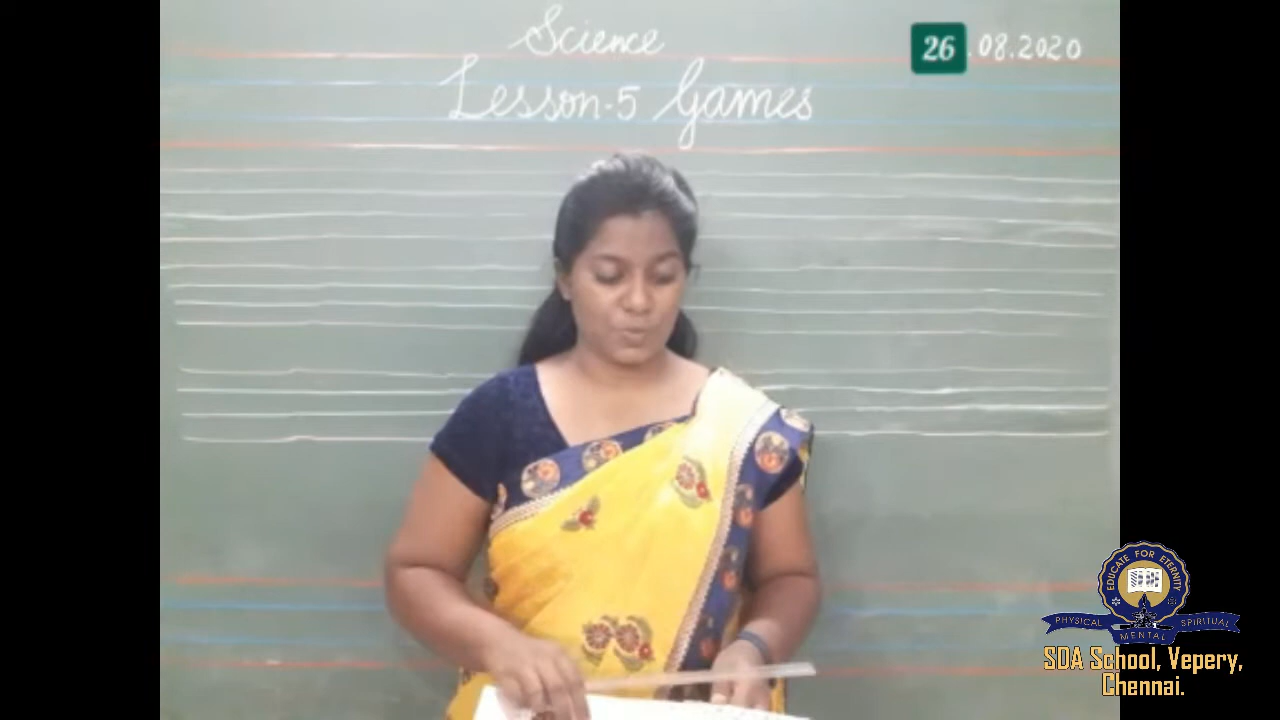 Science
26.08.2020
Lesson-5 Games
EDUCATE FOR ETERNITY
PHYSICAL MENTAL SPIRITUAL
SDA School, Vepery,
Chennai.